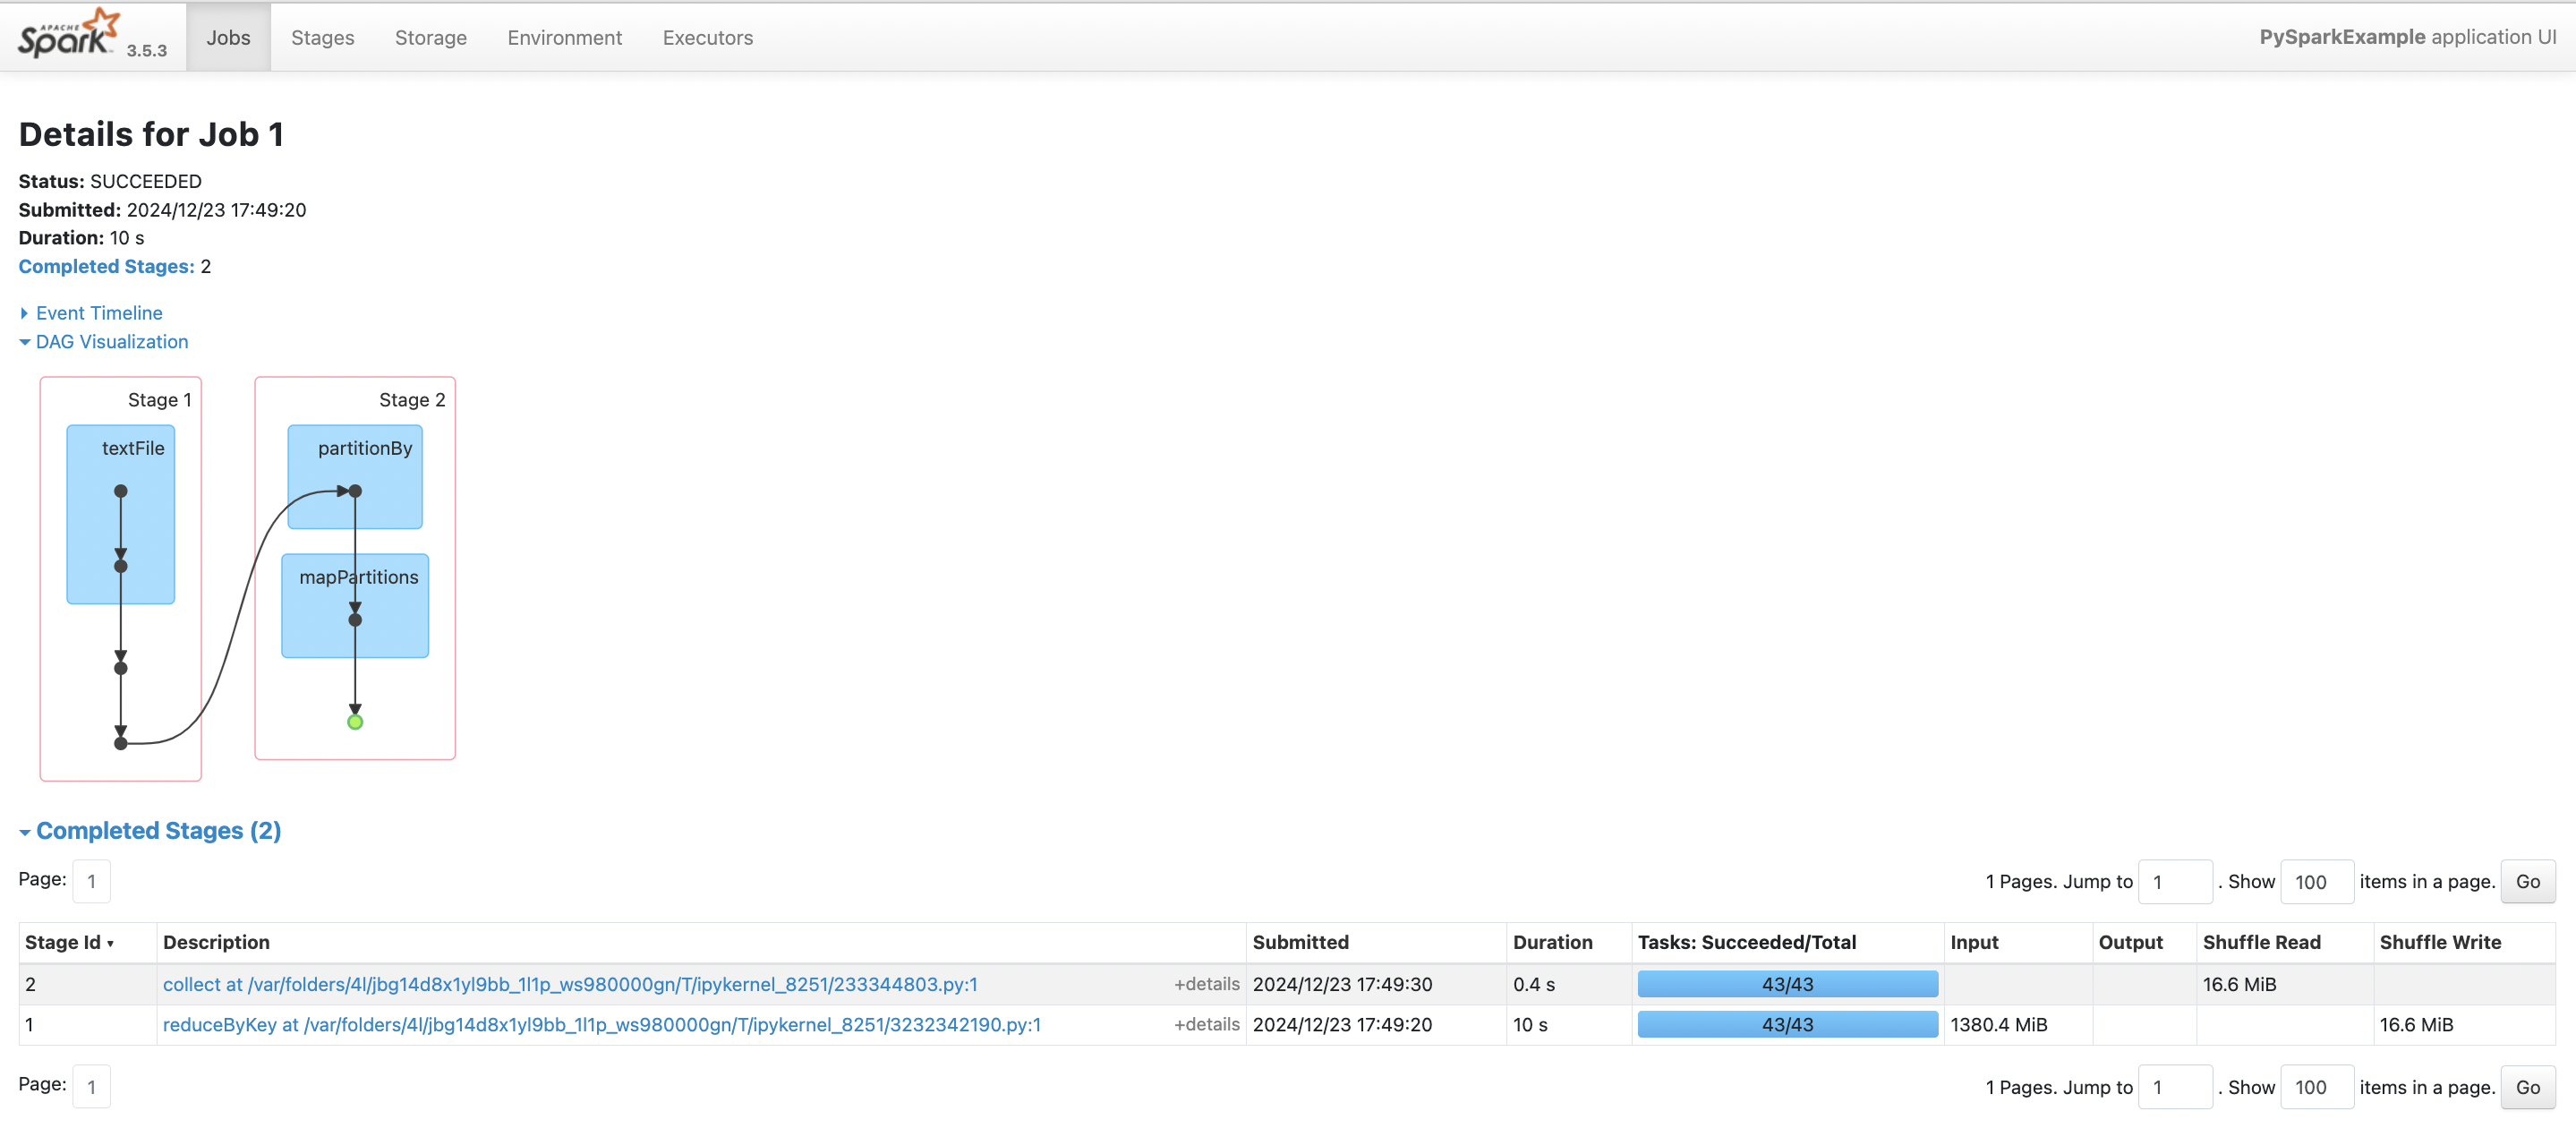 APACHE
Spark 3.5.3 Jobs Stages Storage Environment Executors PySparkExample application UI
Details for Job 1
Status: SUCCEEDED
Submitted: 2024/12/23 17:49:20
Duration: 10 s
Completed Stages: 2
Event Timeline
DAG Visualization
Stage 1 Stage 2
textFile partitionBy
mapPartitions
Completed Stages (2)
Page: 1 1 Pages. Jump to 1 . Show 100 items in a page. Go
Stage Id Description Submitted Duration Tasks: Succeeded/Total Input Output Shuffle Read Shuffle Write
2 collect at /var/folders/4l/jbg14d8x1yl9bb_1l1p_ws980000gn/T/ipykernel_8251/233344803.py:1 +details 2024/12/23 17:49:30 0.4 s 43/43 16.6 MiB
1 reduceByKey at /var/folders/4l/jbg14d8x1yl9bb_1l1p_ws980000gn/T/ipykernel_8251/3232342190.py:1 +details 2024/12/23 17:49:20 10 s 43/43 1380.4 MiB 16.6 MiB
Page: 1 1 Pages. Jump to 1 . Show 100 items in a page. Go